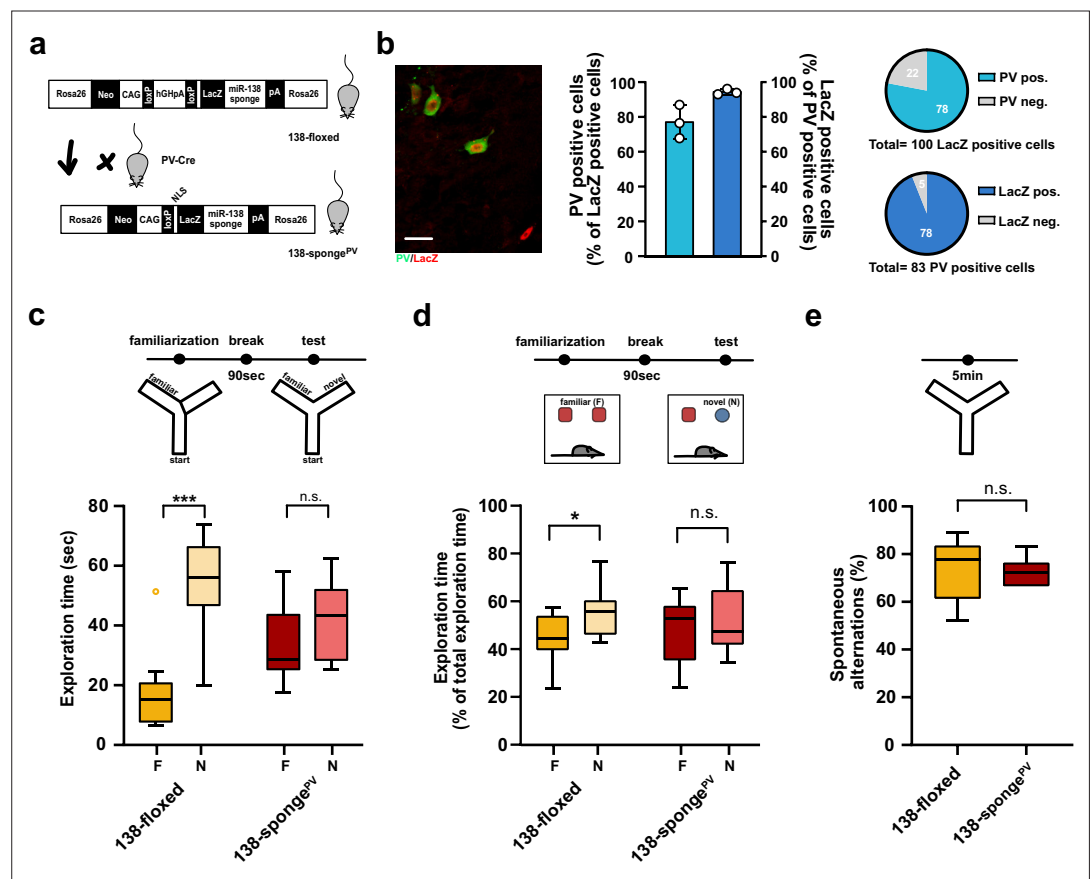 a
Rosa26 Neo CAG loxP hGHpA loxP LacZ miR-138 sponge pA Rosa26
138-floxed
PV-Cre
NLS
Rosa26 Neo CAG loxP LacZ miR-138 sponge pA Rosa26
138-sponge^PV
b
PV/LacZ
PV positive cells
(% of LacZ positive cells)
100
80
60
40
20
0
100
80
60
40
20
0
LacZ positive cells
(% of PV positive cells)
22
78
PV pos.
PV neg.
Total= 100 LacZ positive cells
5
78
LacZ pos.
LacZ neg.
Total= 83 PV positive cells
c
familiarization break test
90sec
familiar
start
familiar novel
start
Exploration time (sec)
80
60
40
20
0
***
n.s.
F N F N
138-floxed
138-sponge^PV
d
familiarization break test
90sec
familiar (F)
novel (N)
Exploration time
(% of total exploration time)
100
80
60
40
20
0
*
n.s.
F N F N
138-floxed
138-sponge^PV
e
5min
Spontaneous
alternations (%)
100
80
60
40
20
0
n.s.
138-floxed
138-sponge^PV